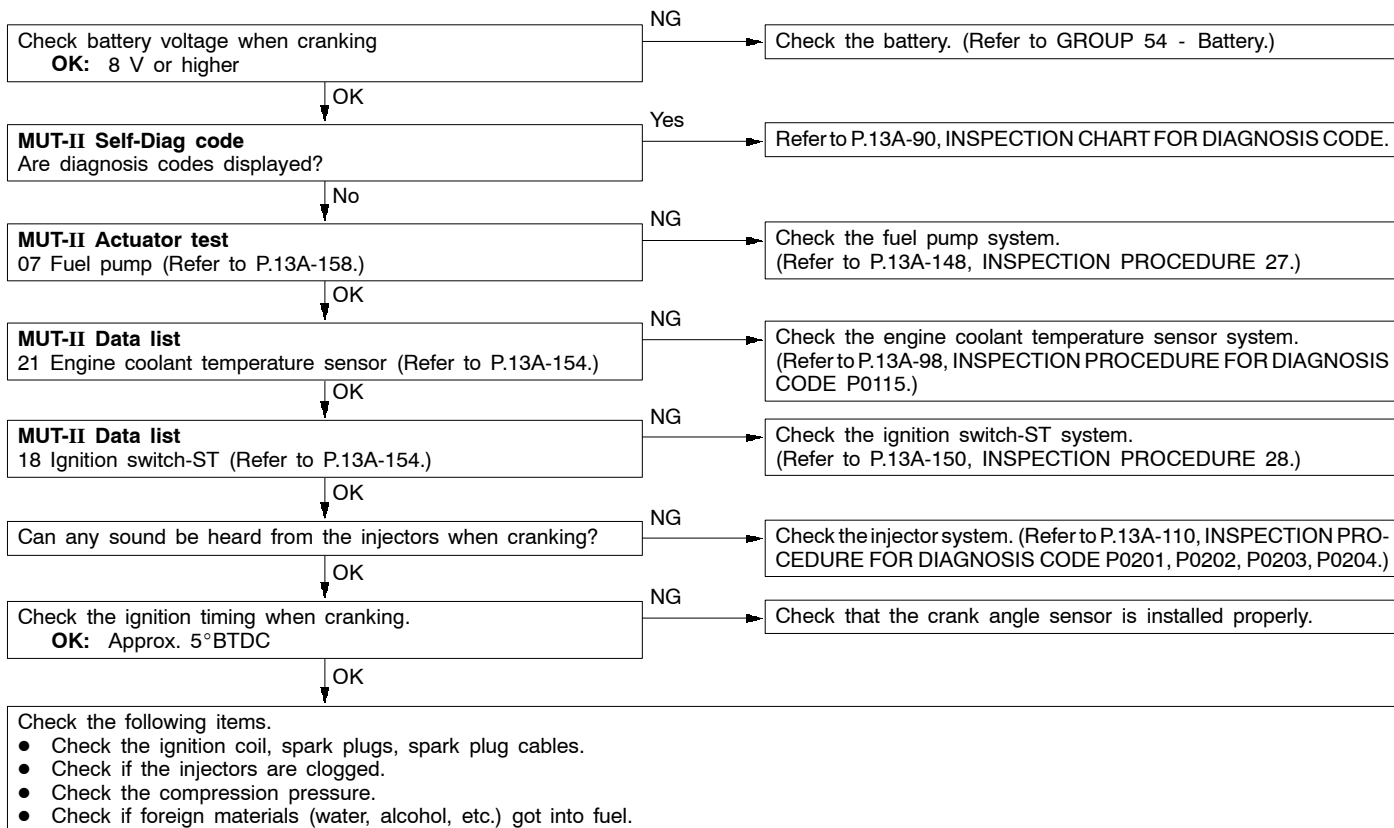 Check battery voltage when cranking
OK: 8 V or higher
NG
Check the battery. (Refer to GROUP 54 - Battery.)
OK
MUT-II Self-Diag code
Are diagnosis codes displayed?
Yes
Refer to P.13A-90, INSPECTION CHART FOR DIAGNOSIS CODE.
No
MUT-II Actuator test
07 Fuel pump (Refer to P.13A-158.)
NG
Check the fuel pump system.
(Refer to P.13A-148, INSPECTION PROCEDURE 27.)
OK
MUT-II Data list
21 Engine coolant temperature sensor (Refer to P.13A-154.)
NG
Check the engine coolant temperature sensor system.
(Refer to P.13A-98, INSPECTION PROCEDURE FOR DIAGNOSIS
CODE P0115.)
OK
MUT-II Data list
18 Ignition switch-ST (Refer to P.13A-154.)
NG
Check the ignition switch-ST system.
(Refer to P.13A-150, INSPECTION PROCEDURE 28.)
OK
Can any sound be heard from the injectors when cranking?
NG
Check the injector system. (Refer to P.13A-110, INSPECTION PRO-
CEDURE FOR DIAGNOSIS CODE P0201, P0202, P0203, P0204.)
OK
Check the ignition timing when cranking.
OK: Approx. 5°BTDC
NG
Check that the crank angle sensor is installed properly.
OK
Check the following items.
● Check the ignition coil, spark plugs, spark plug cables.
● Check if the injectors are clogged.
● Check the compression pressure.
● Check if foreign materials (water, alcohol, etc.) got into fuel.